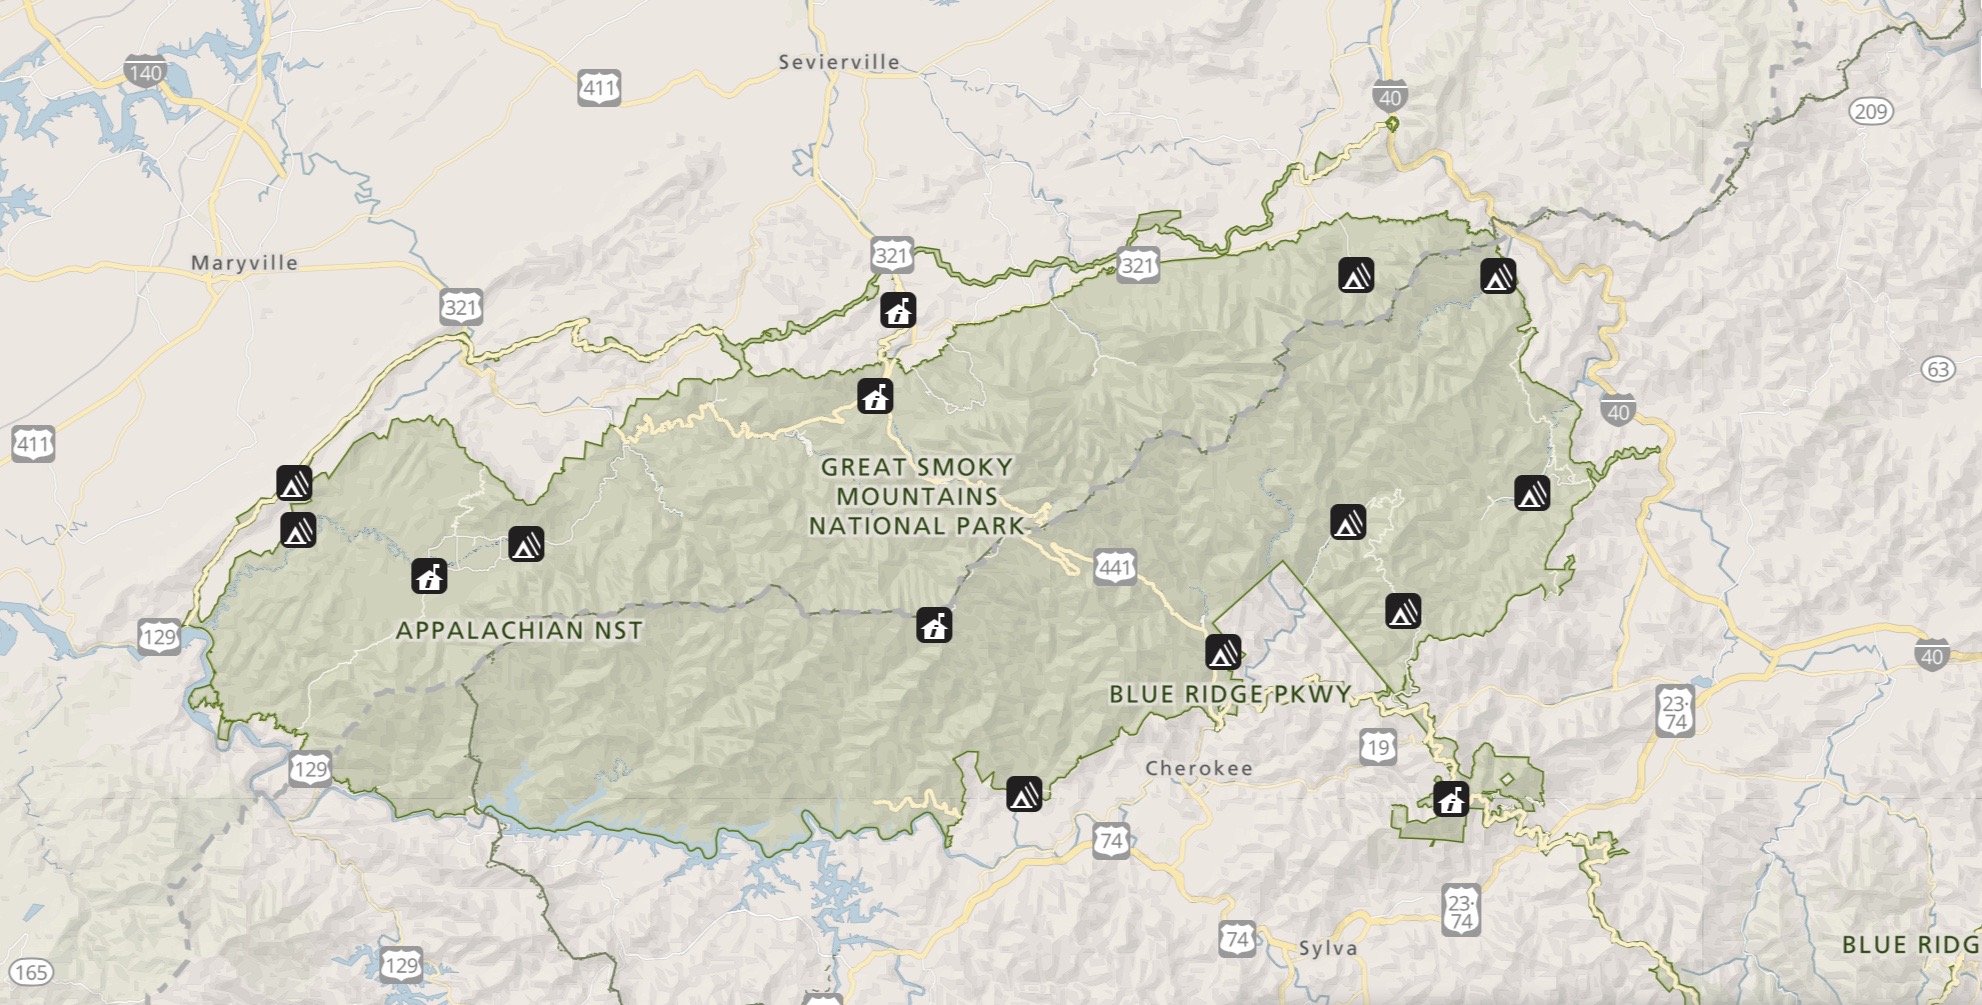 Sevierville
140
411
40
209
Maryville
321
321
321
63
40
411
GREAT SMOKY
MOUNTAINS
NATIONAL PARK
441
APPALACHIAN NST
129
40
BLUE RIDGE PKWY
23·
74
19
129
Cherokee
74
23·
74
74
Sylva
BLUE RIDG
129
165